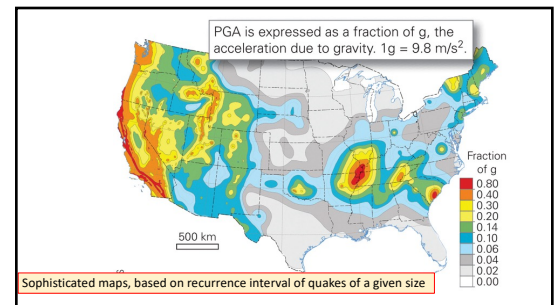 PGA is expressed as a fraction of g, the
acceleration due to gravity. 1g = 9.8 m/s².
Fraction
of g
0.80
0.40
0.30
0.20
0.14
0.10
0.06
0.04
0.02
0.00
500 km
Sophisticated maps, based on recurrence interval of quakes of a given size